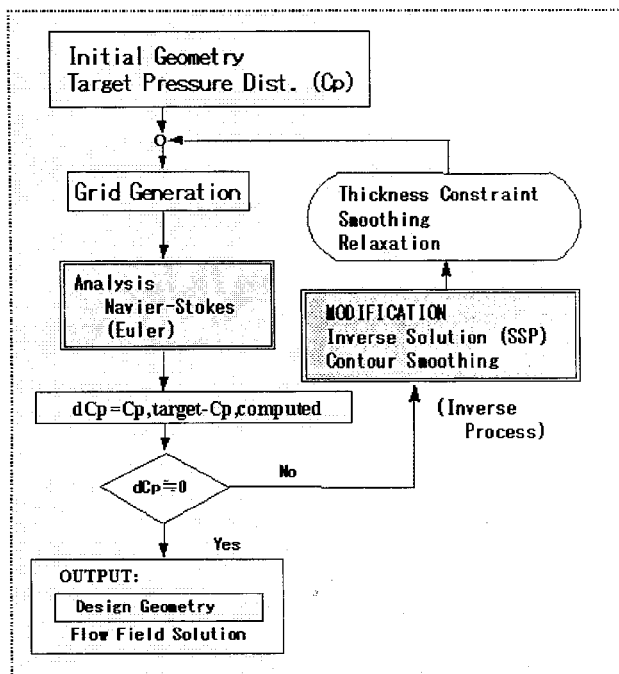 Initial Geometry
Target Pressure Dist. (Cp)
Grid Generation
Analysis
Navier-Stokes
(Euler)
dCp=Cp,target-Cp,computed
dCp≒0
No
Yes
OUTPUT:
Design Geometry
Flow Field Solution
Thickness Constraint
Smoothing
Relaxation
MODIFICATION
Inverse Solution (SSP)
Contour Smoothing
(Inverse
Process)